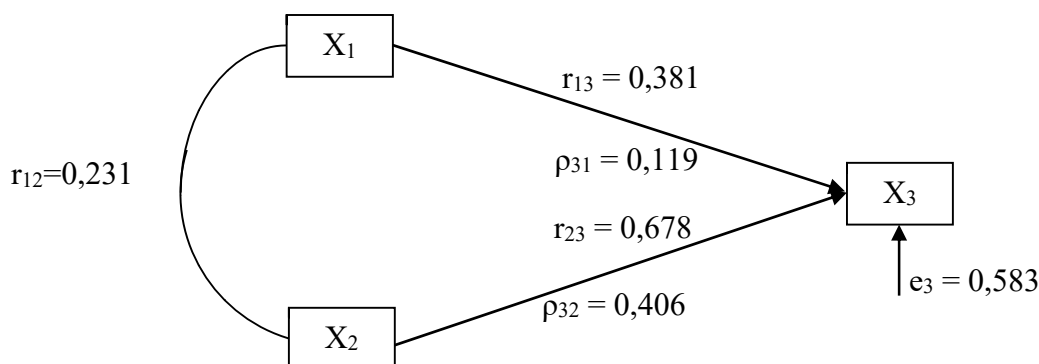 X₁
r₁₃ = 0,381
r₁₂=0,231
ρ₃₁ = 0,119
X₃
r₂₃ = 0,678
e₃ = 0,583
ρ₃₂ = 0,406
X₂